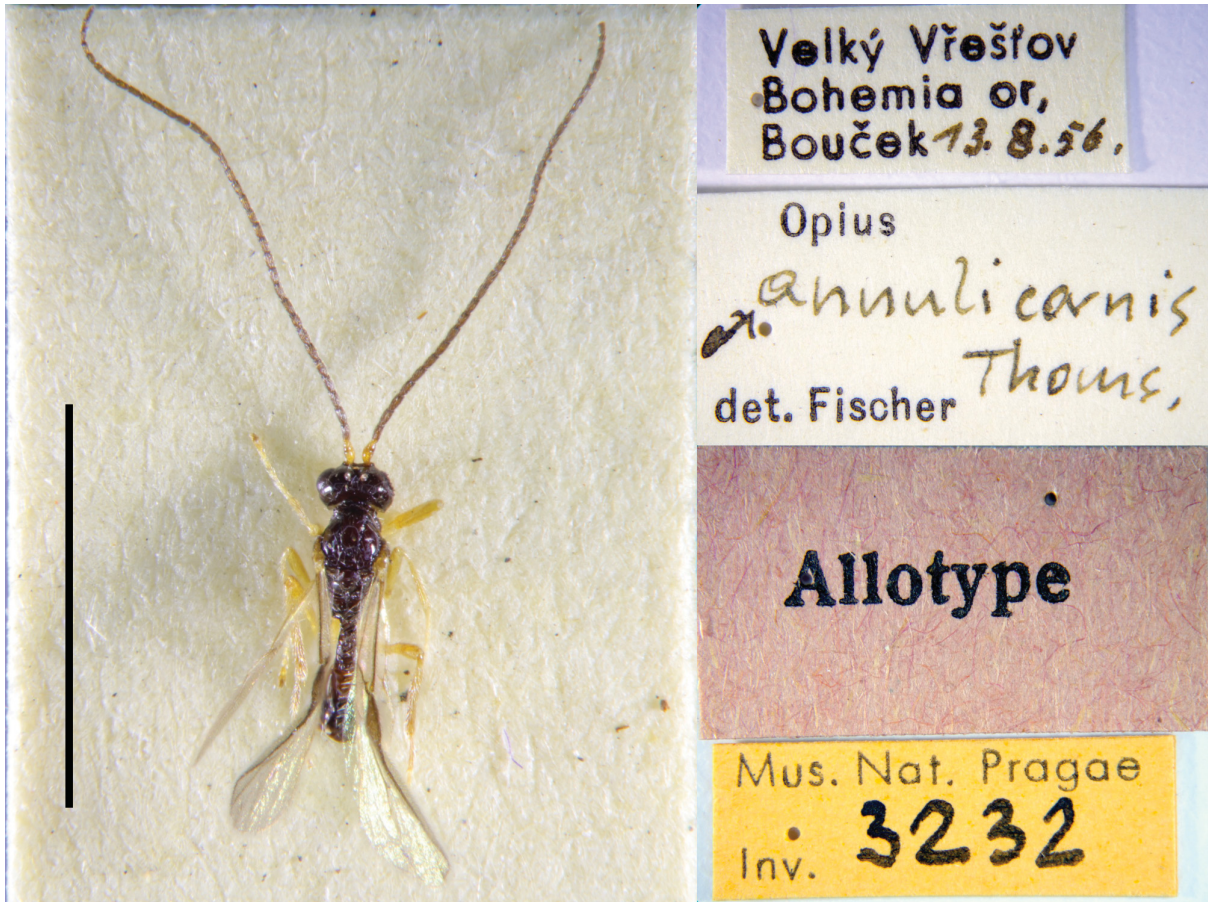 Velký Vřešťov
Bohemia or,
Bouček 13. 8. 56.
Opius
annulicornis
Thoms,
det. Fischer
Allotype
Mus. Nat. Pragae
Inv. 3232